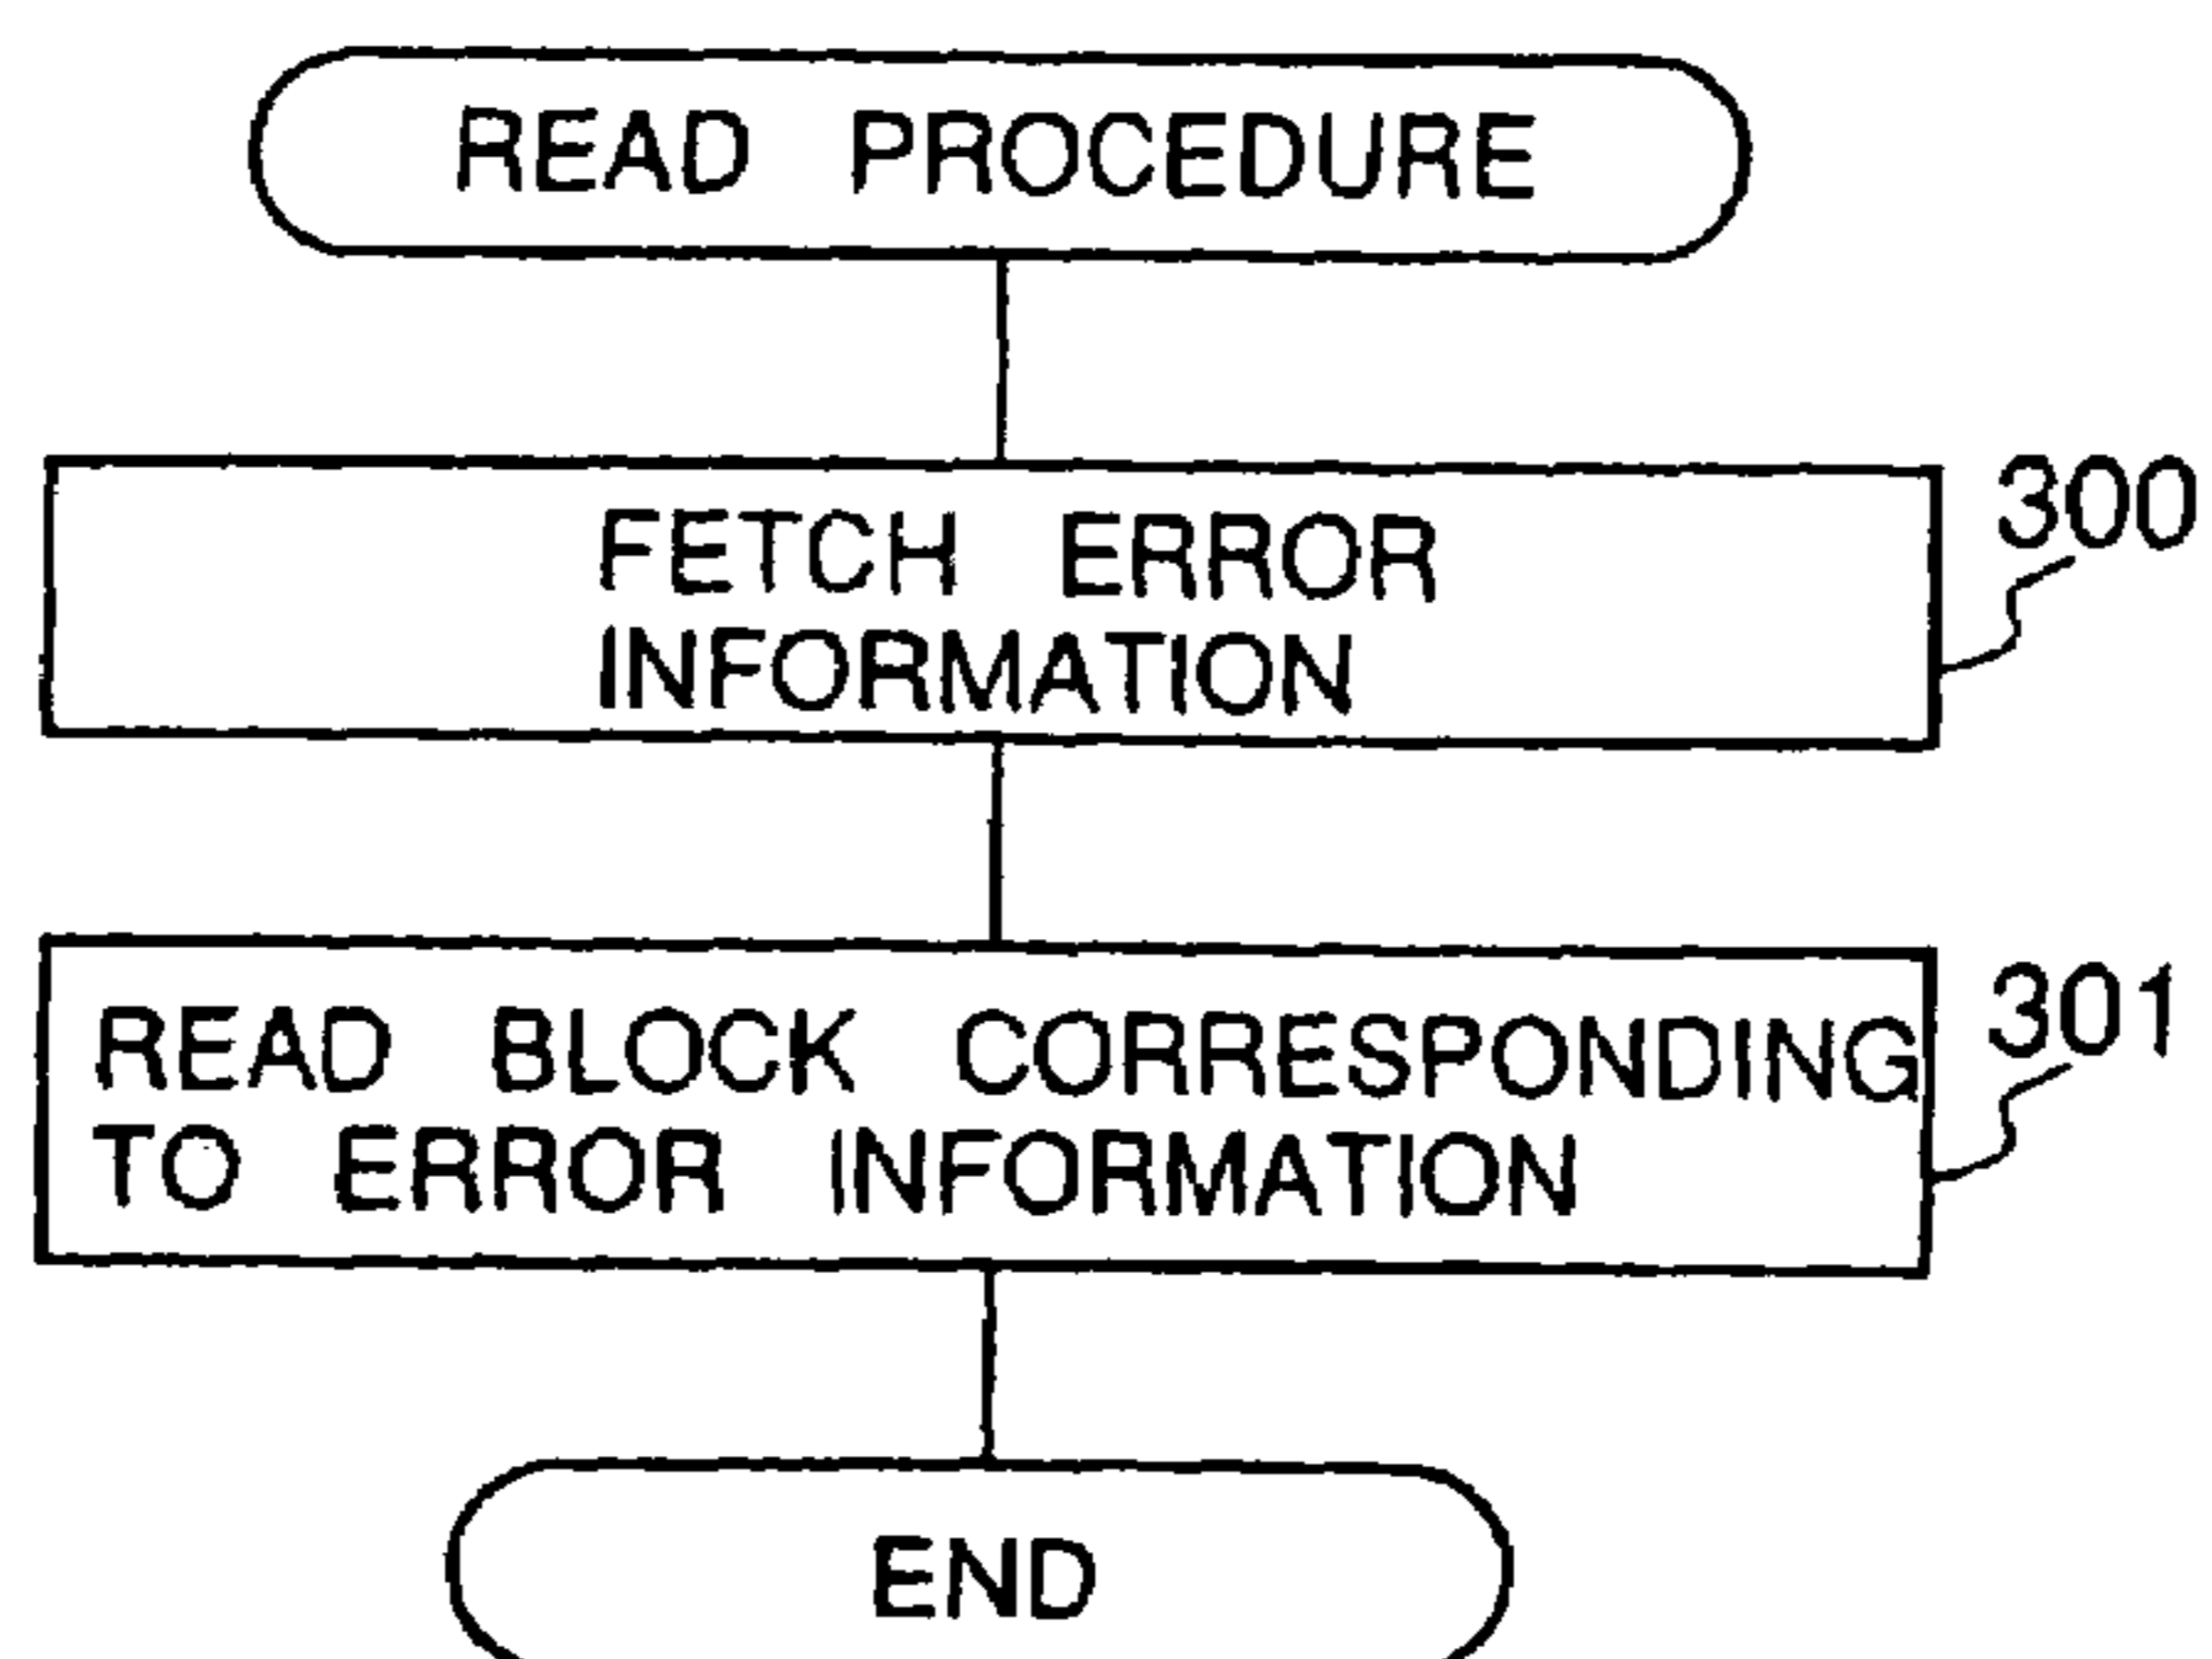 READ PROCEDURE
FETCH ERROR
INFORMATION
300
READ BLOCK CORRESPONDING
TO ERROR INFORMATION
301
END